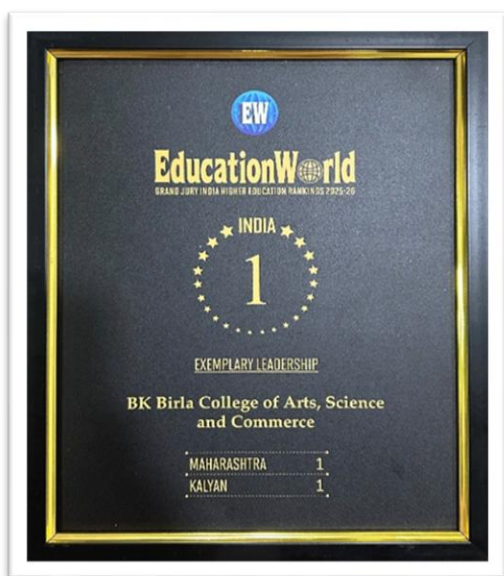 EW
EducationWorld
GRAND JURY INDIA HIGHER EDUCATION RANKINGS 2025-26
INDIA
1
EXEMPLARY LEADERSHIP
BK Birla College of Arts, Science
and Commerce
MAHARASHTRA 1
KALYAN 1